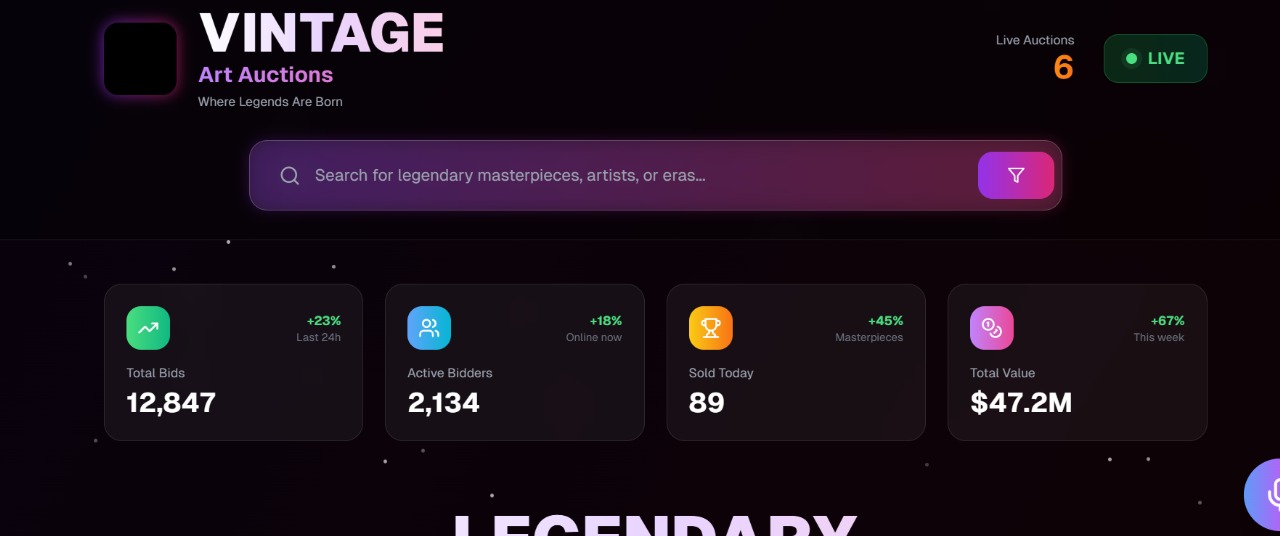 VINTAGE
Art Auctions
Where Legends Are Born
Live Auctions
6
LIVE
Search for legendary masterpieces, artists, or eras...
+23%
Last 24h
Total Bids
12,847
+18%
Online now
Active Bidders
2,134
+45%
Masterpieces
Sold Today
89
+67%
This week
Total Value
$47.2M
LEGENDARY